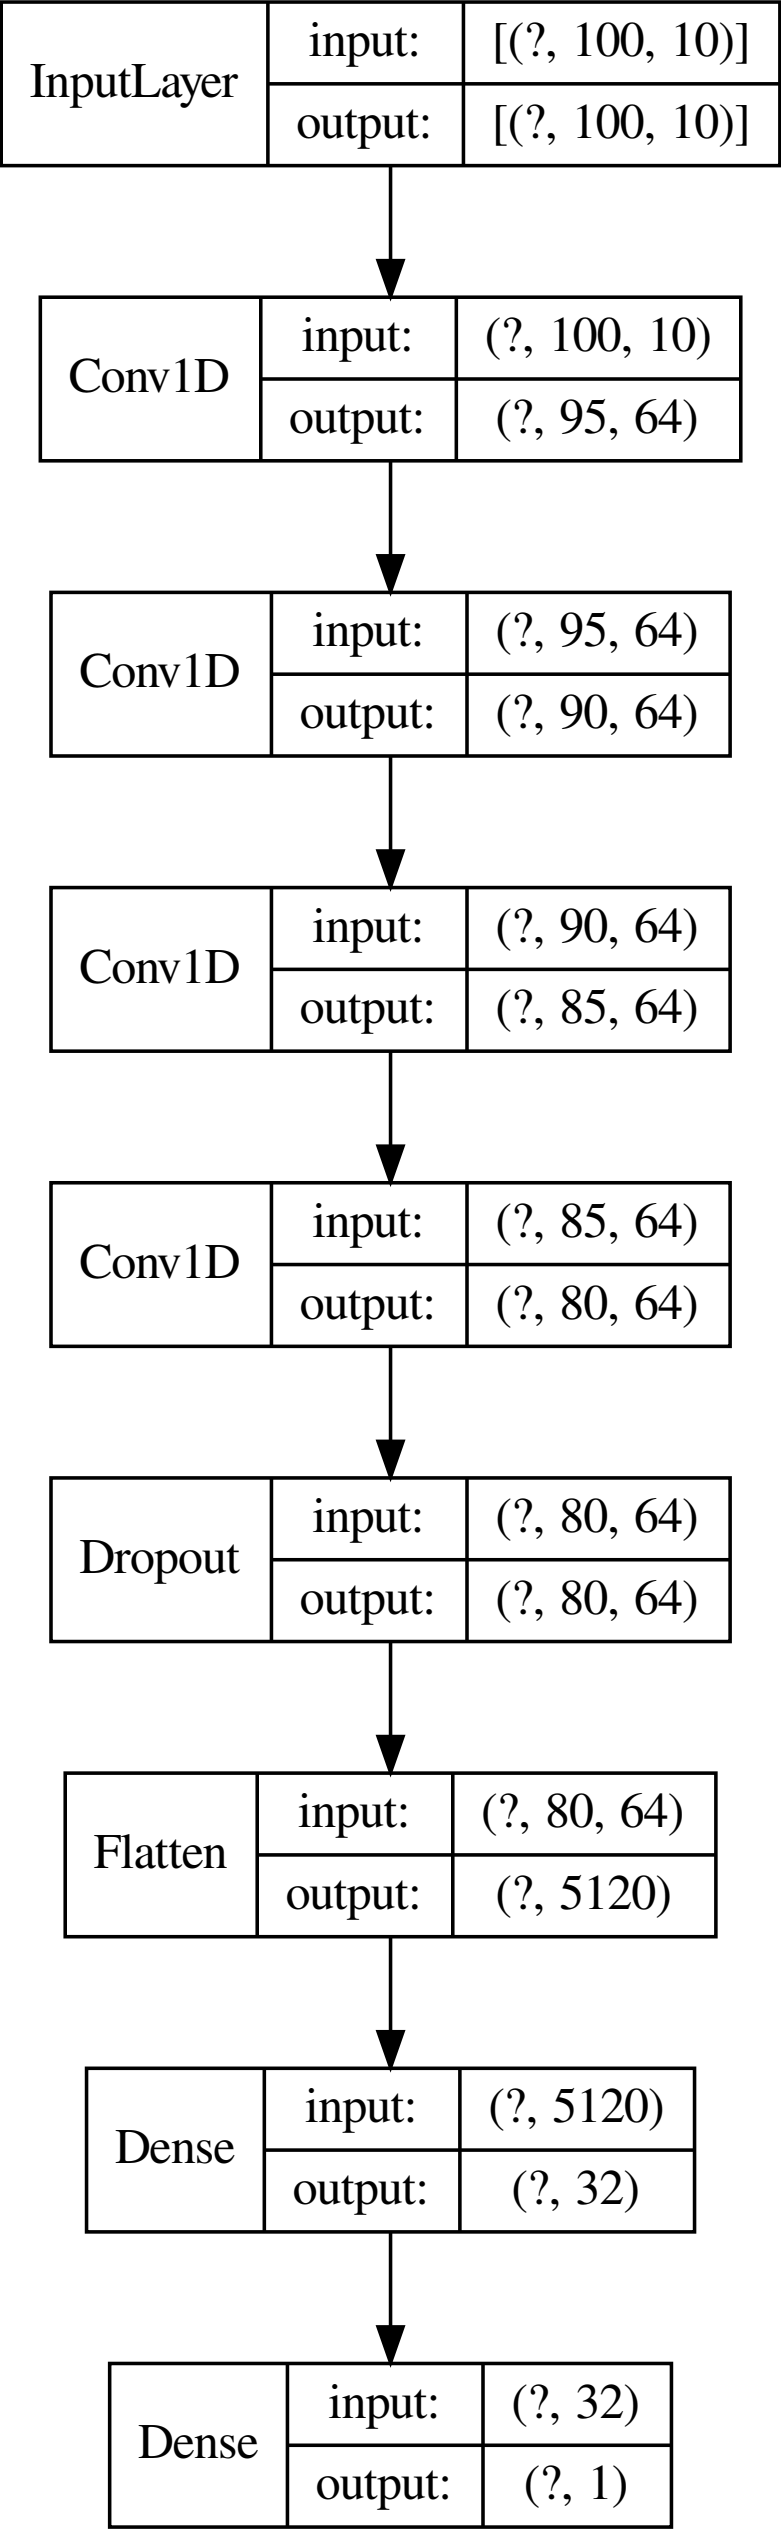 InputLayer
input: [(?, 100, 10)]
output: [(?, 100, 10)]
Conv1D
input: (?, 100, 10)
output: (?, 95, 64)
Conv1D
input: (?, 95, 64)
output: (?, 90, 64)
Conv1D
input: (?, 90, 64)
output: (?, 85, 64)
Conv1D
input: (?, 85, 64)
output: (?, 80, 64)
Dropout
input: (?, 80, 64)
output: (?, 80, 64)
Flatten
input: (?, 80, 64)
output: (?, 5120)
Dense
input: (?, 5120)
output: (?, 32)
Dense
input: (?, 32)
output: (?, 1)